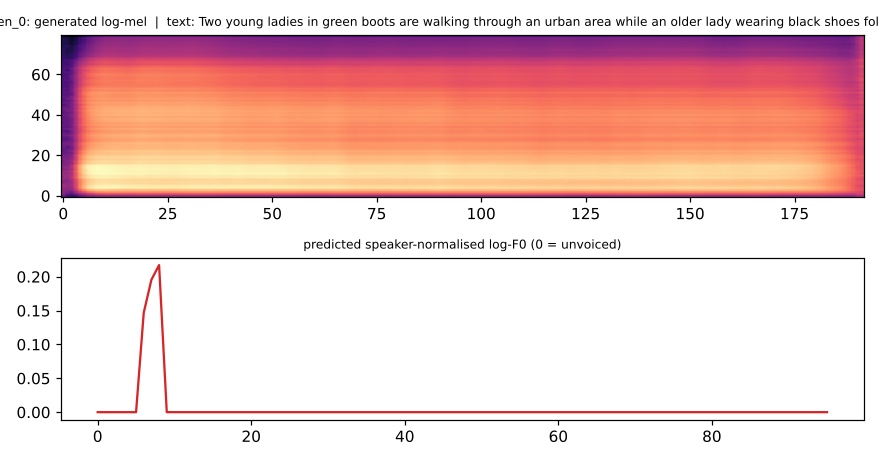 en_0: generated log-mel | text: Two young ladies in green boots are walking through an urban area while an older lady wearing black shoes fol
60
40
20
0
0 25 50 75 100 125 150 175
predicted speaker-normalised log-F0 (0 = unvoiced)
0.20
0.15
0.10
0.05
0.00
0 20 40 60 80